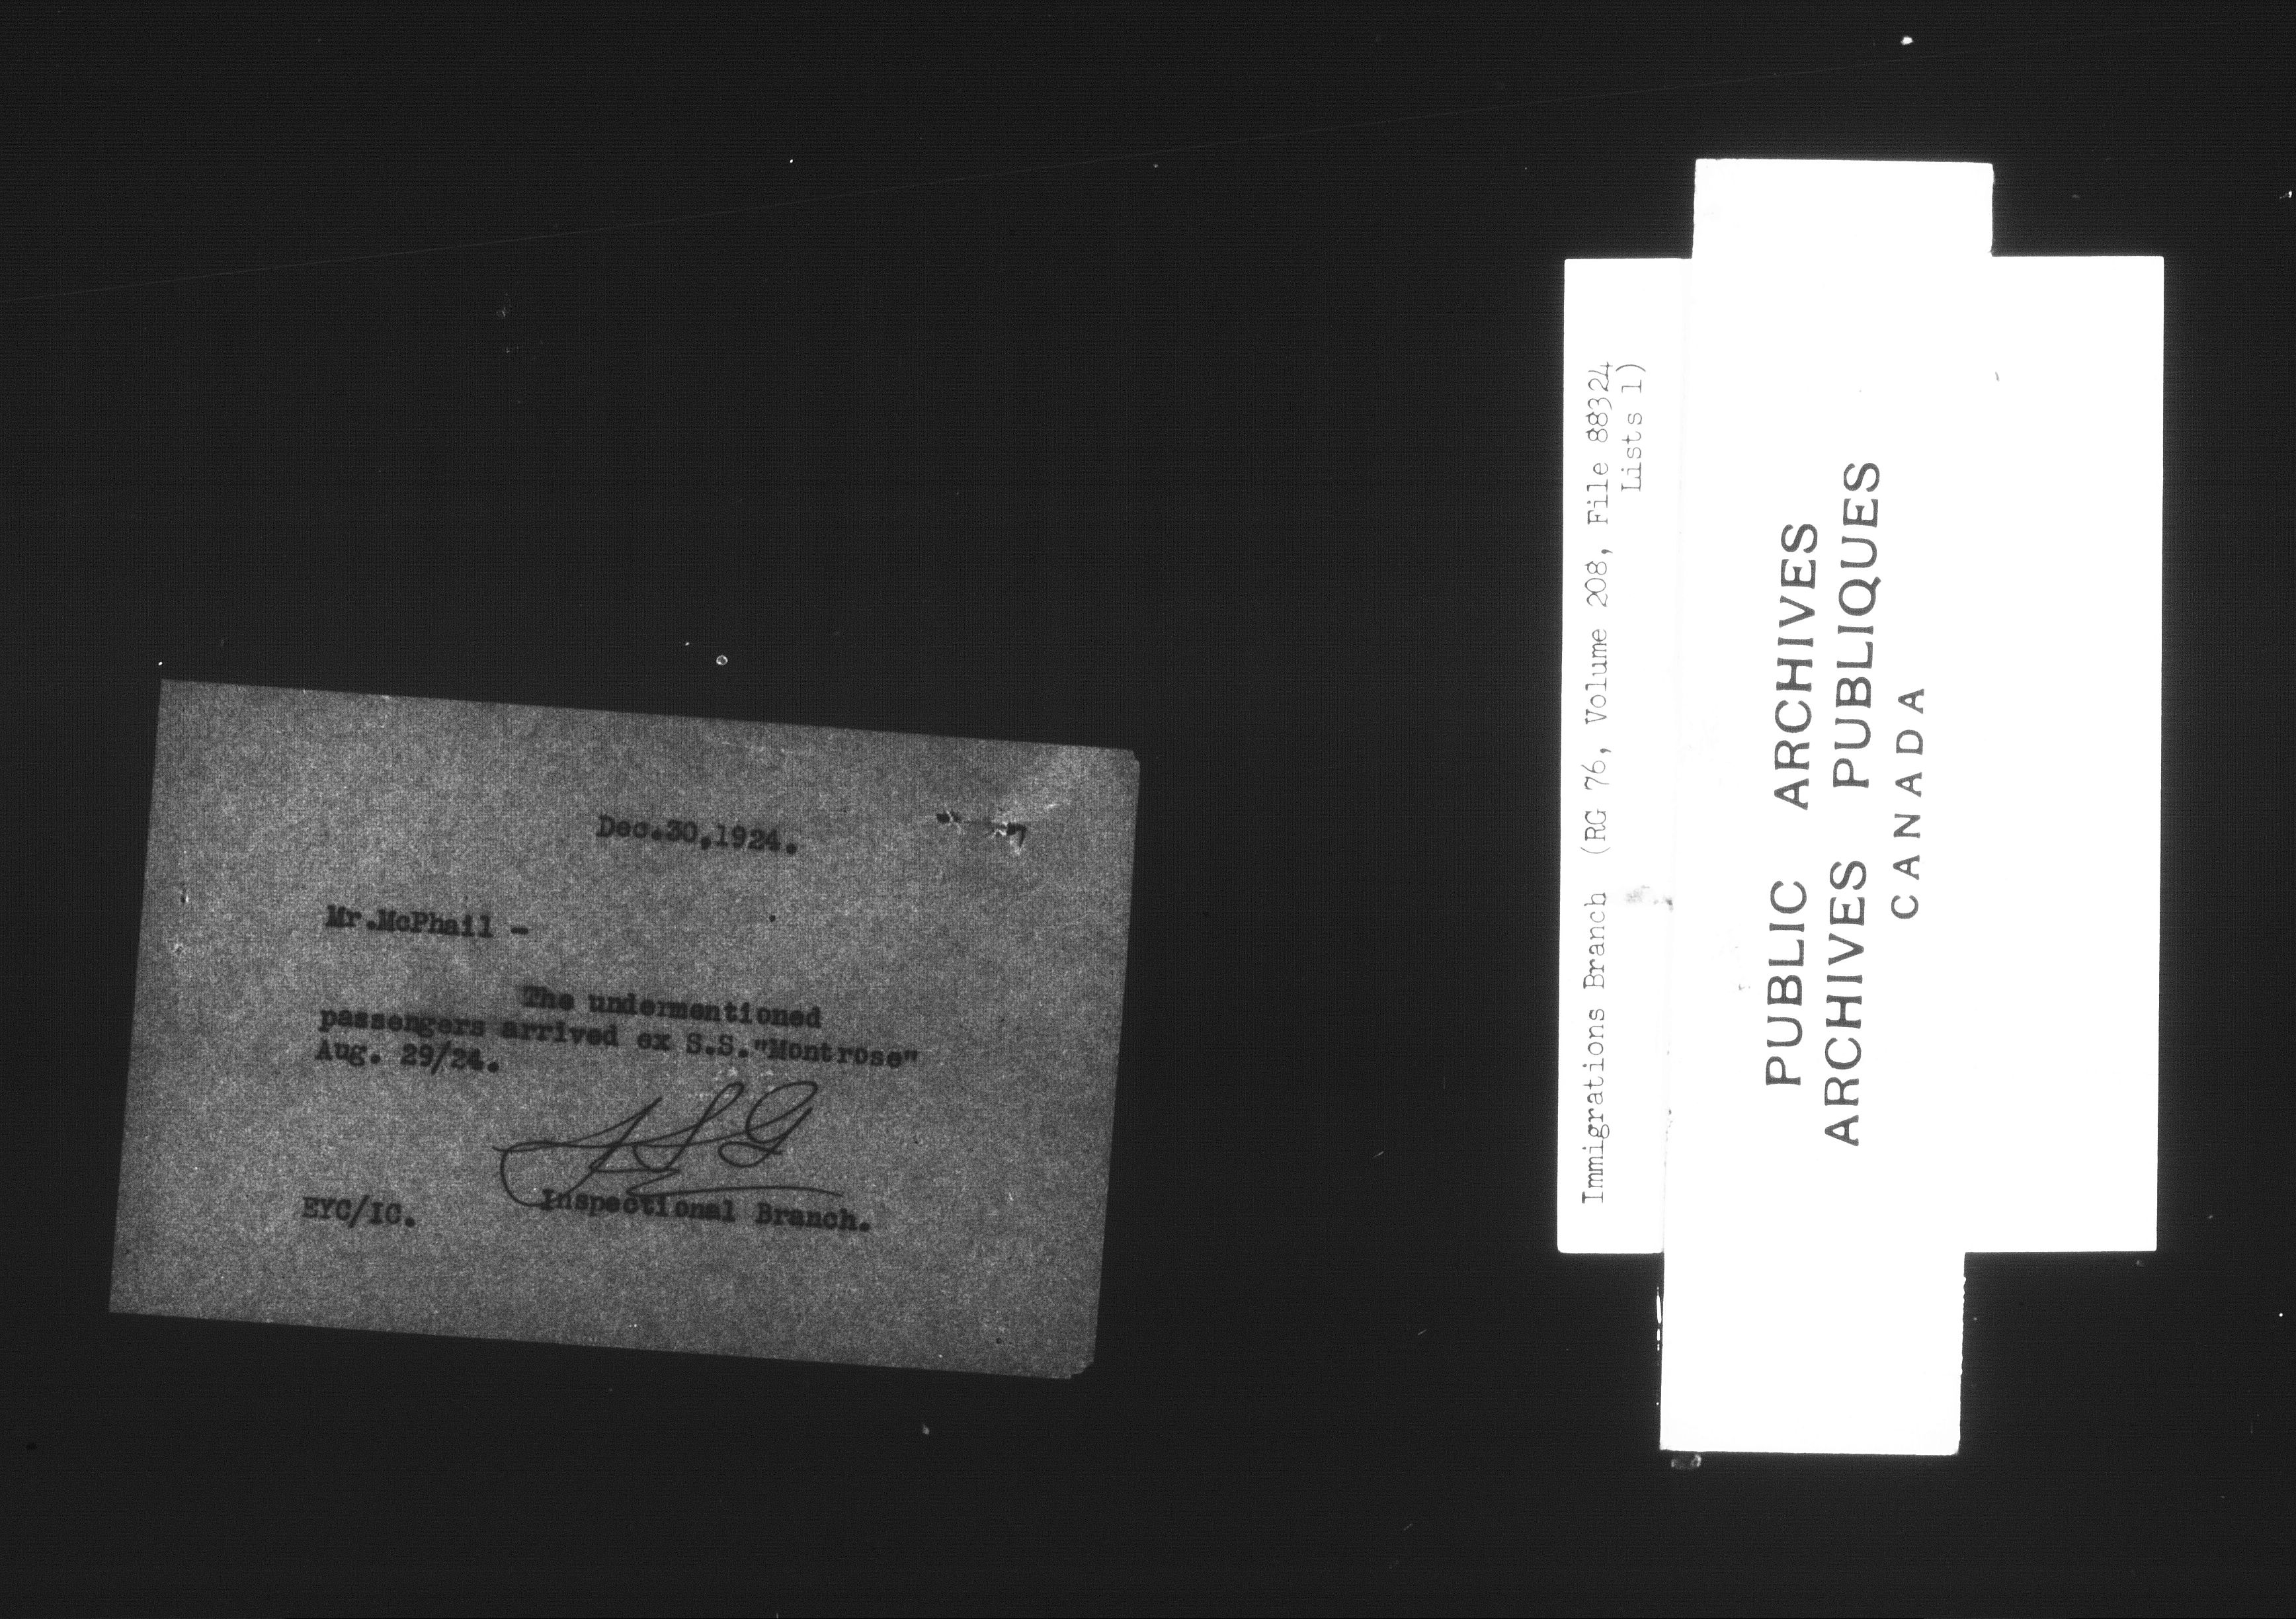 Dec.30,1924.
Mr.McPhail -
The undermentioned
passengers arrived ex S.S."Montrose"
Aug. 29/24.
Inspectional Branch.
EYC/IC.
Immigrations Branch (RG 76, Volume 208, File 88324
Lists 1)
PUBLIC ARCHIVES
ARCHIVES PUBLIQUES
CANADA